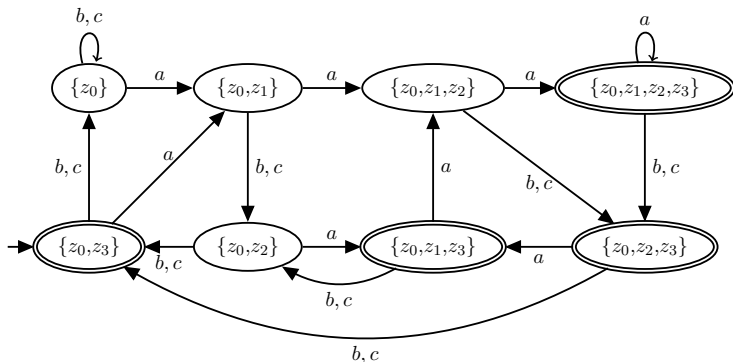 b, c
a
{z₀} a {z₀,z₁} a {z₀,z₁,z₂} a {z₀,z₁,z₂,z₃}
b, c a b, c a b, c b, c
{z₀,z₃} b, c {z₀,z₂} a {z₀,z₁,z₃} a {z₀,z₂,z₃}
b, c
b, c